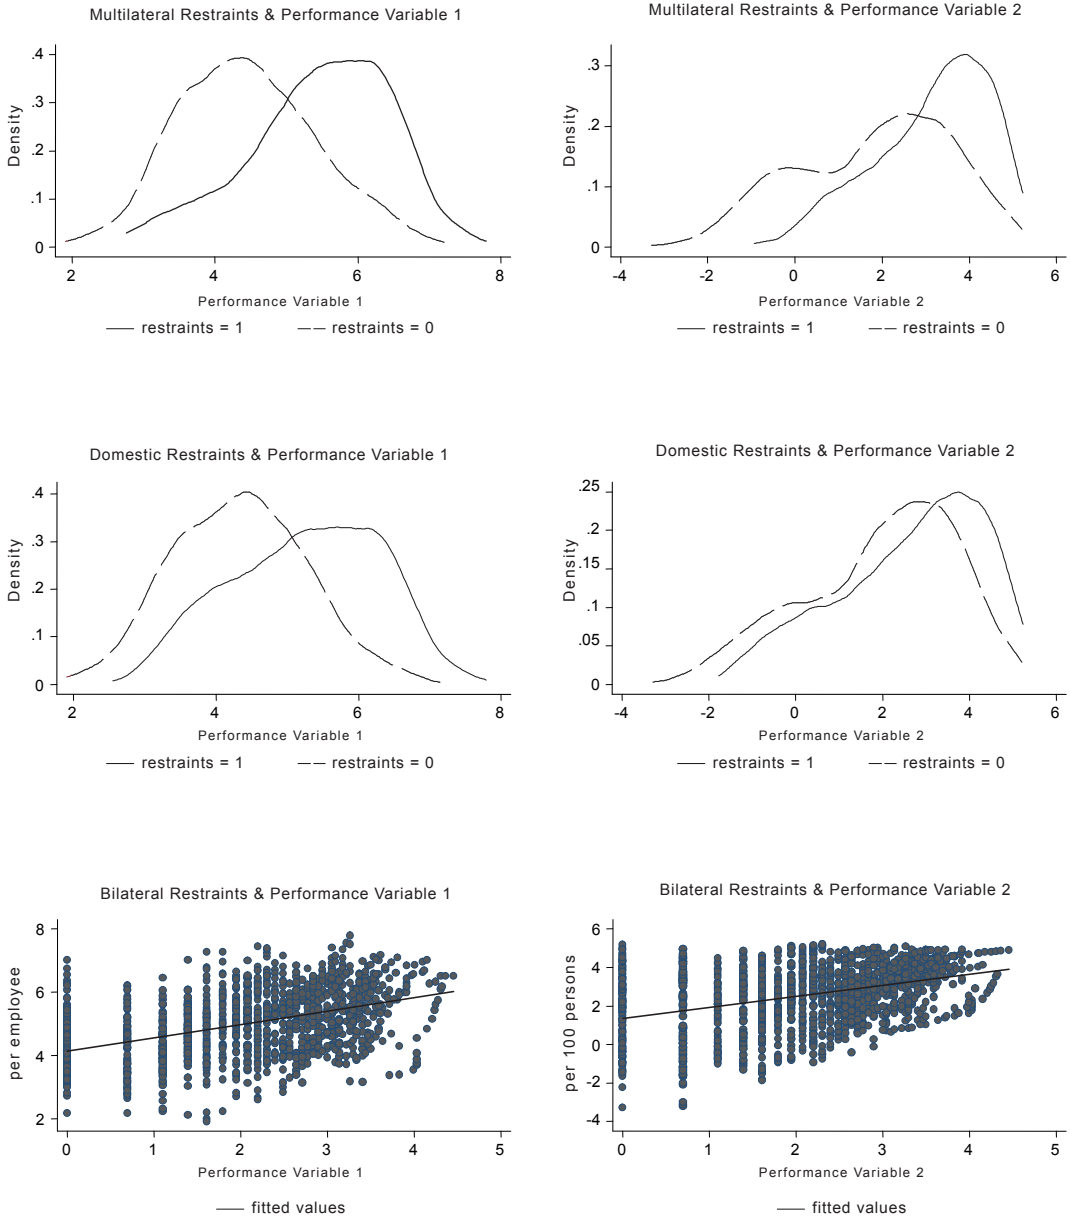 Multilateral Restraints & Performance Variable 1
.4
.3
.2
.1
0
Density
2 4 6 8
Performance Variable 1
restraints = 1 restraints = 0
Multilateral Restraints & Performance Variable 2
.3
.2
.1
0
Density
-4 -2 0 2 4 6
Performance Variable 2
restraints = 1 restraints = 0
Domestic Restraints & Performance Variable 1
.4
.3
.2
.1
0
Density
2 4 6 8
Performance Variable 1
restraints = 1 restraints = 0
Domestic Restraints & Performance Variable 2
.25
.2
.15
.1
.05
0
Density
-4 -2 0 2 4 6
Performance Variable 2
restraints = 1 restraints = 0
Bilateral Restraints & Performance Variable 1
8
6
4
2
per employee
0 1 2 3 4 5
Performance Variable 1
fitted values
Bilateral Restraints & Performance Variable 2
6
4
2
0
-2
-4
per 100 persons
0 1 2 3 4 5
Performance Variable 2
fitted values